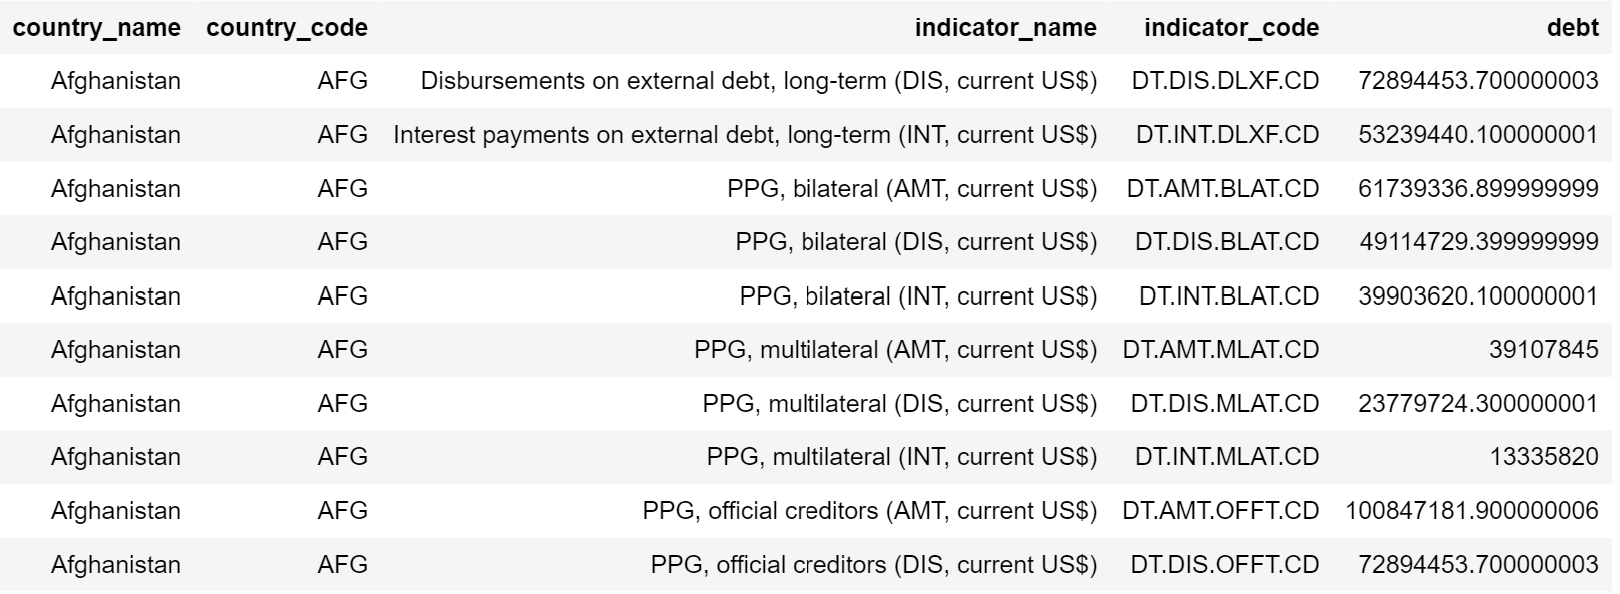 country_name country_code indicator_name indicator_code debt
Afghanistan AFG Disbursements on external debt, long-term (DIS, current US$) DT.DIS.DLXF.CD 72894453.700000003
Afghanistan AFG Interest payments on external debt, long-term (INT, current US$) DT.INT.DLXF.CD 53239440.100000001
Afghanistan AFG PPG, bilateral (AMT, current US$) DT.AMT.BLAT.CD 61739336.899999999
Afghanistan AFG PPG, bilateral (DIS, current US$) DT.DIS.BLAT.CD 49114729.399999999
Afghanistan AFG PPG, bilateral (INT, current US$) DT.INT.BLAT.CD 39903620.100000001
Afghanistan AFG PPG, multilateral (AMT, current US$) DT.AMT.MLAT.CD 39107845
Afghanistan AFG PPG, multilateral (DIS, current US$) DT.DIS.MLAT.CD 23779724.300000001
Afghanistan AFG PPG, multilateral (INT, current US$) DT.INT.MLAT.CD 13335820
Afghanistan AFG PPG, official creditors (AMT, current US$) DT.AMT.OFFT.CD 100847181.900000006
Afghanistan AFG PPG, official creditors (DIS, current US$) DT.DIS.OFFT.CD 72894453.700000003